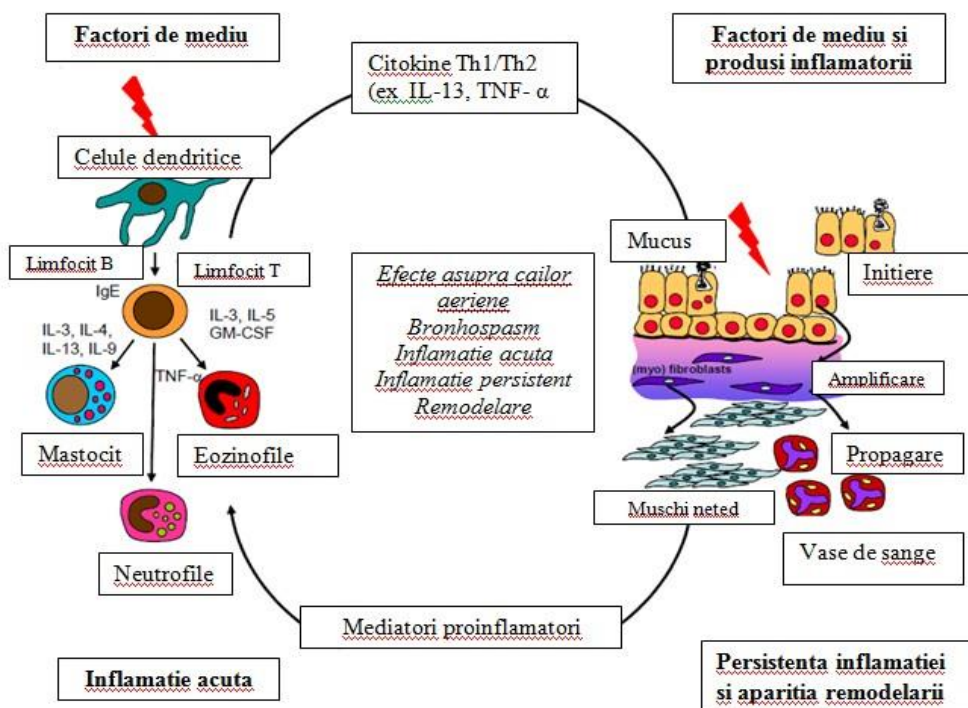 Factori de mediu
Citokine Th1/Th2
(ex IL-13, TNF- α
Factori de mediu si
produsi inflamatorii
Celule dendritice
Limfocit B
Limfocit T
IgE
IL-3, IL-4,
IL-13, IL-9
IL-3, IL-5
GM-CSF
TNF-α
Mastocit
Eozinofile
Neutrofile
Efecte asupra cailor
aeriene
Bronhospasm
Inflamatie acuta
Inflamatie persistent
Remodelare
Mucus
Initiere
(myo) fibroblasts
Amplificare
Propagare
Muschi neted
Vase de sange
Mediatori proinflamatori
Inflamatie acuta
Persistenta inflamatiei
si aparitia remodelarii